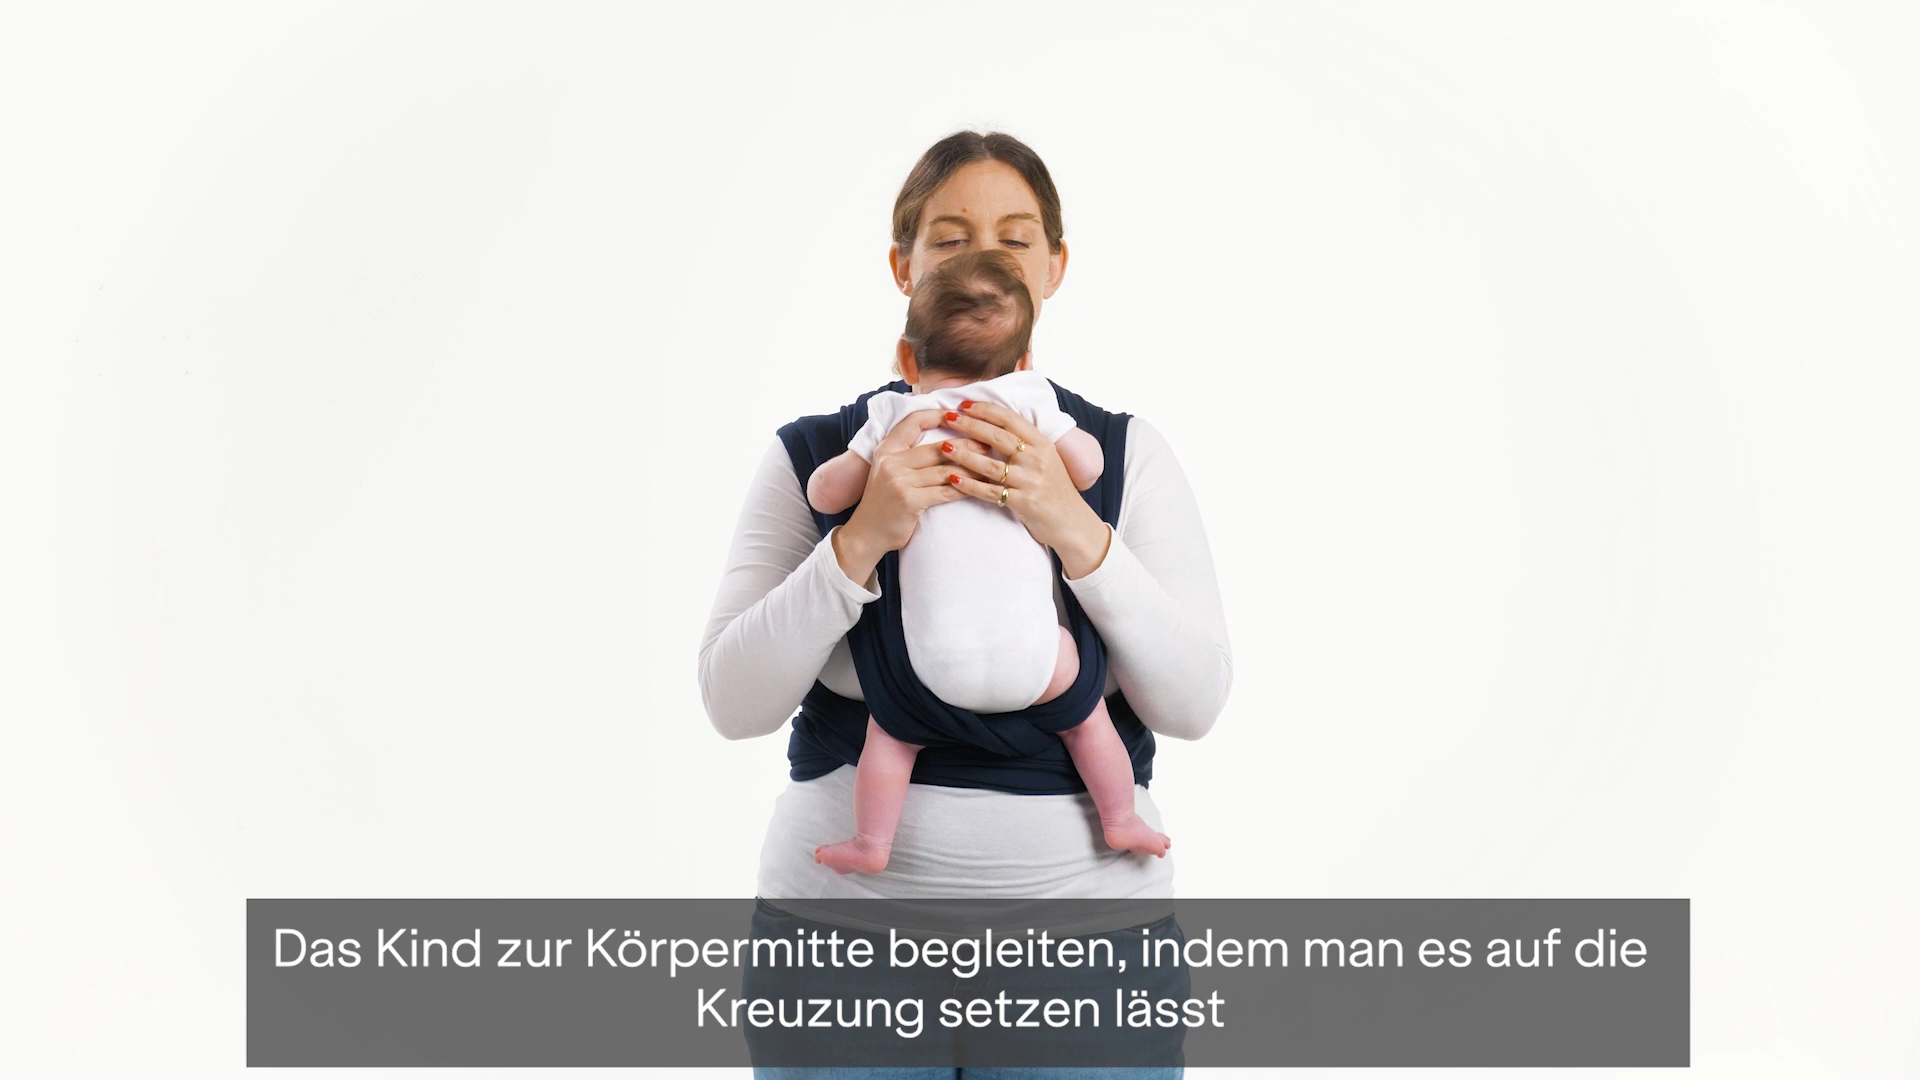 Das Kind zur Körpermitte begleiten, indem man es auf die
Kreuzung setzen lässt